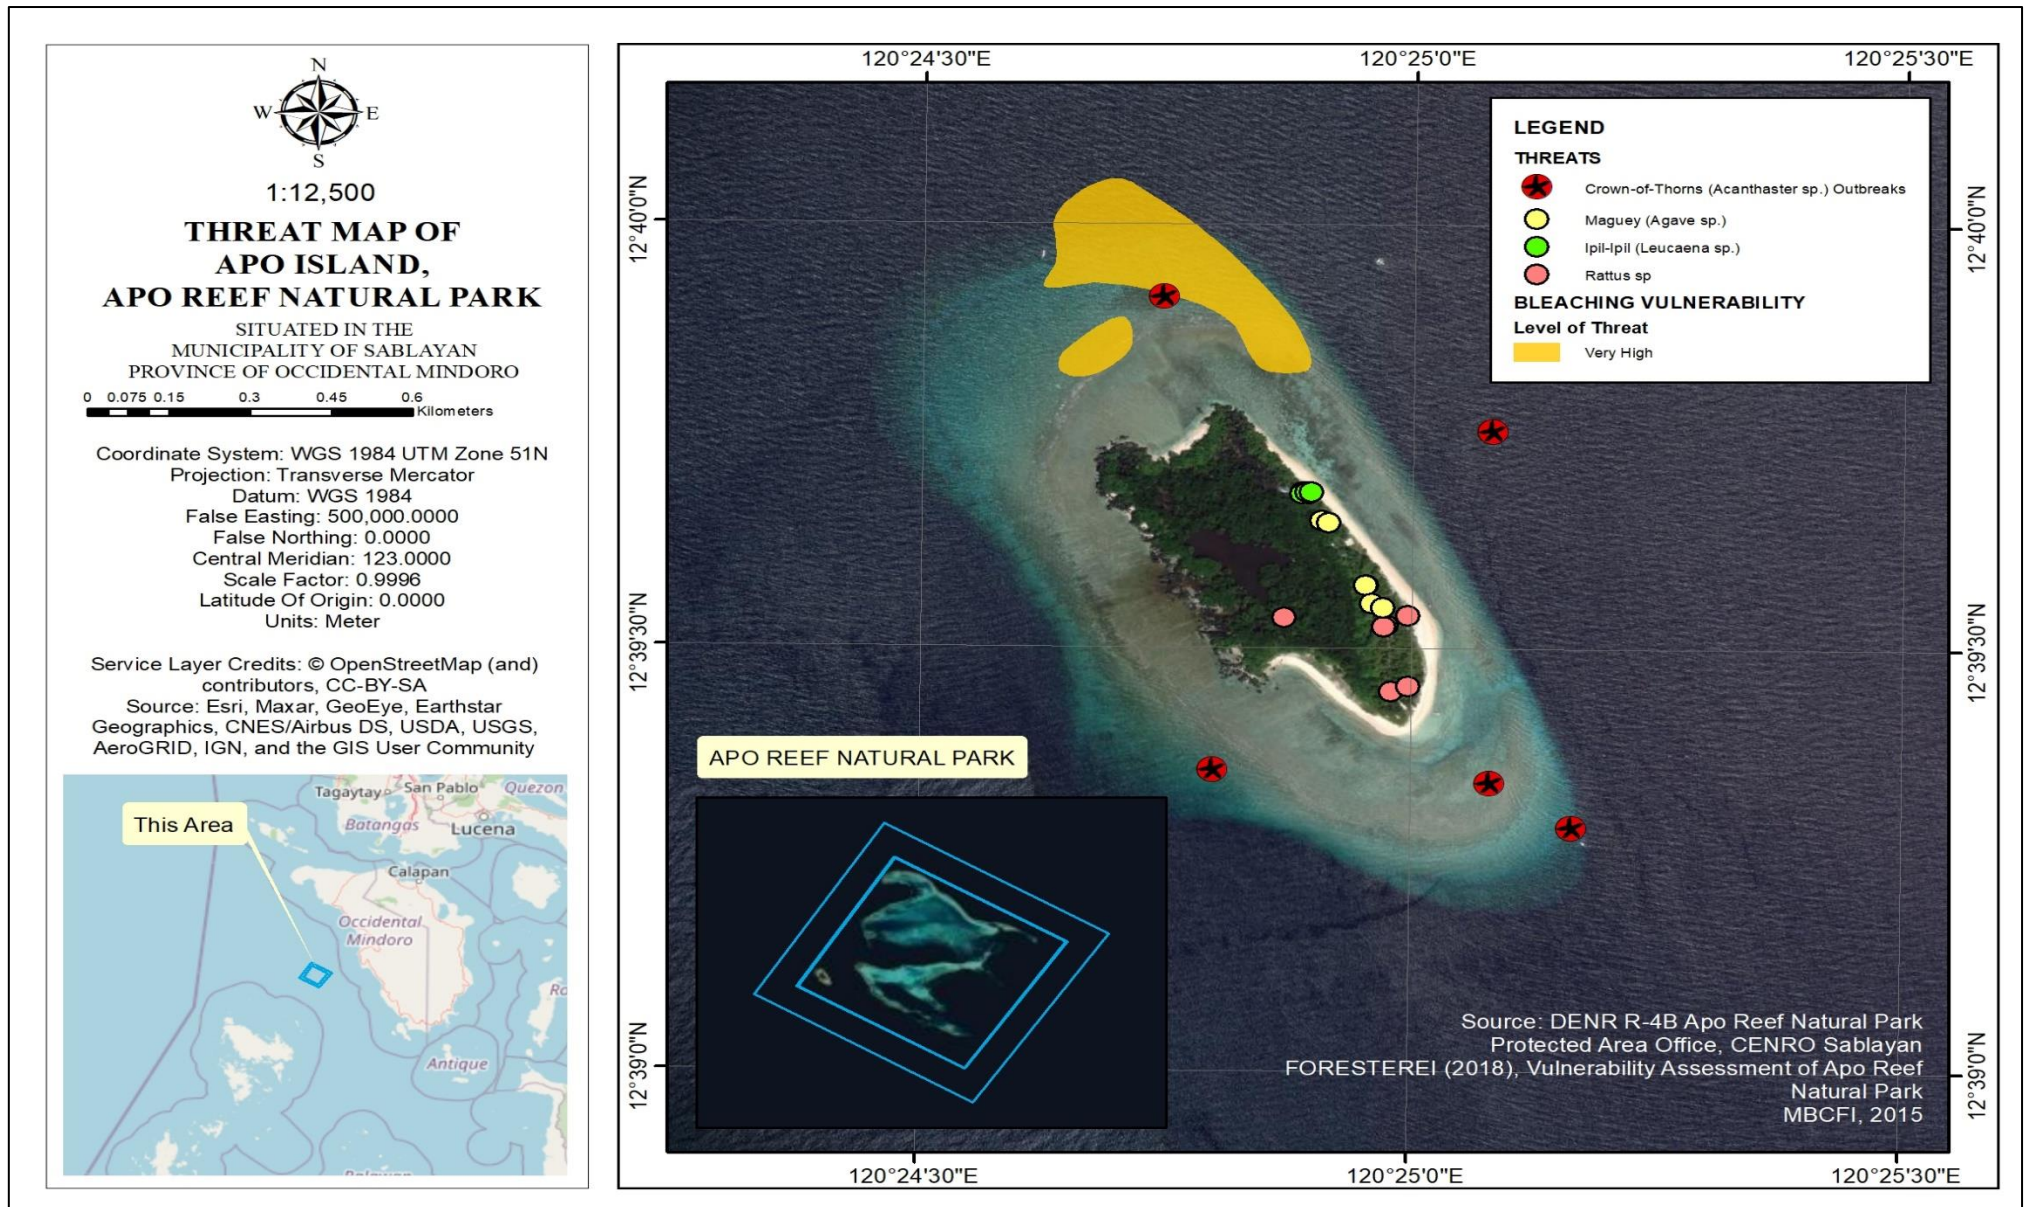 N
W E
S
1:12,500
THREAT MAP OF
APO ISLAND,
APO REEF NATURAL PARK
SITUATED IN THE
MUNICIPALITY OF SABLAYAN
PROVINCE OF OCCIDENTAL MINDORO
0 0.075 0.15 0.3 0.45 0.6
Kilometers
Coordinate System: WGS 1984 UTM Zone 51N
Projection: Transverse Mercator
Datum: WGS 1984
False Easting: 500,000.0000
False Northing: 0.0000
Central Meridian: 123.0000
Scale Factor: 0.9996
Latitude Of Origin: 0.0000
Units: Meter
Service Layer Credits: © OpenStreetMap (and)
contributors, CC-BY-SA
Source: Esri, Maxar, GeoEye, Earthstar
Geographics, CNES/Airbus DS, USDA, USGS,
AeroGRID, IGN, and the GIS User Community
This Area
Tagaytay San Pablo Quezon
Batangas Lucena
Calapan
Occidental
Mindoro
Antique
120°24'30"E 120°25'0"E 120°25'30"E
12°40'0"N 12°40'0"N
12°39'30"N 12°39'30"N
12°39'0"N 12°39'0"N
LEGEND
THREATS
Crown-of-Thorns (Acanthaster sp.) Outbreaks
Maguey (Agave sp.)
Ipil-Ipil (Leucaena sp.)
Rattus sp
BLEACHING VULNERABILITY
Level of Threat
Very High
APO REEF NATURAL PARK
Source: DENR R-4B Apo Reef Natural Park
Protected Area Office, CENRO Sablayan
FORESTEREI (2018), Vulnerability Assessment of Apo Reef
Natural Park
MBCFI, 2015
120°24'30"E 120°25'0"E 120°25'30"E